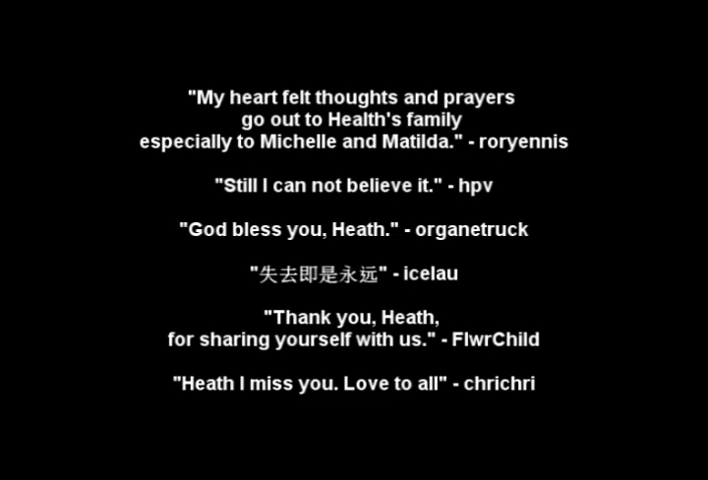 "My heart felt thoughts and prayers
go out to Health's family
especially to Michelle and Matilda." - roryennis
"Still I can not believe it." - hpv
"God bless you, Heath." - organetruck
"失去即是永远" - icelau
"Thank you, Heath,
for sharing yourself with us." - FlwrChild
"Heath I miss you. Love to all" - chrichri